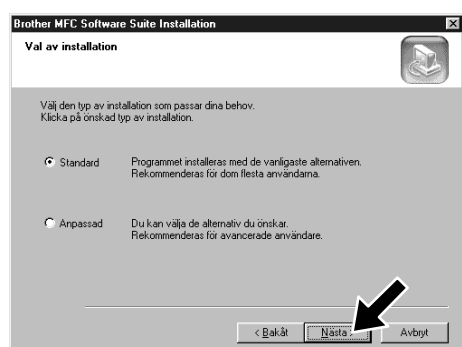 Brother MFC Software Suite Installation
Val av installation
Välj den typ av installation som passar dina behov.
Klicka på önskad typ av installation.
Standard
Programmet installeras med de vanligaste alternativen.
Rekommenderas för dom flesta användarna.
Anpassad
Du kan välja de alternativ du önskar.
Rekommenderas för avancerade användare.
< Bakåt
Nästa >
Avbryt